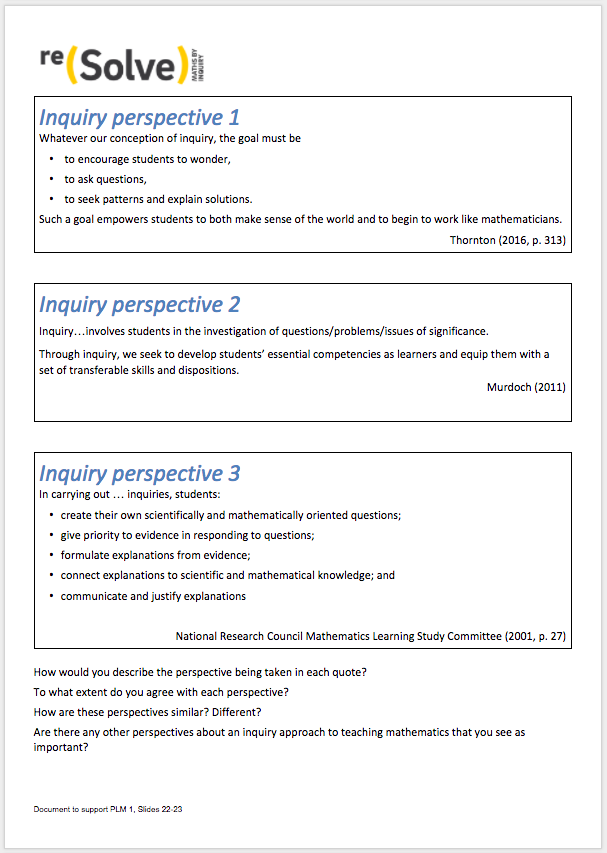 re(Solve) MATHS BY INQUIRY
Inquiry perspective 1
Whatever our conception of inquiry, the goal must be
• to encourage students to wonder,
• to ask questions,
• to seek patterns and explain solutions.
Such a goal empowers students to both make sense of the world and to begin to work like mathematicians.
Thornton (2016, p. 313)
Inquiry perspective 2
Inquiry…involves students in the investigation of questions/problems/issues of significance.
Through inquiry, we seek to develop students’ essential competencies as learners and equip them with a
set of transferable skills and dispositions.
Murdoch (2011)
Inquiry perspective 3
In carrying out … inquiries, students:
• create their own scientifically and mathematically oriented questions;
• give priority to evidence in responding to questions;
• formulate explanations from evidence;
• connect explanations to scientific and mathematical knowledge; and
• communicate and justify explanations
National Research Council Mathematics Learning Study Committee (2001, p. 27)
How would you describe the perspective being taken in each quote?
To what extent do you agree with each perspective?
How are these perspectives similar? Different?
Are there any other perspectives about an inquiry approach to teaching mathematics that you see as
important?
Document to support PLM 1, Slides 22-23